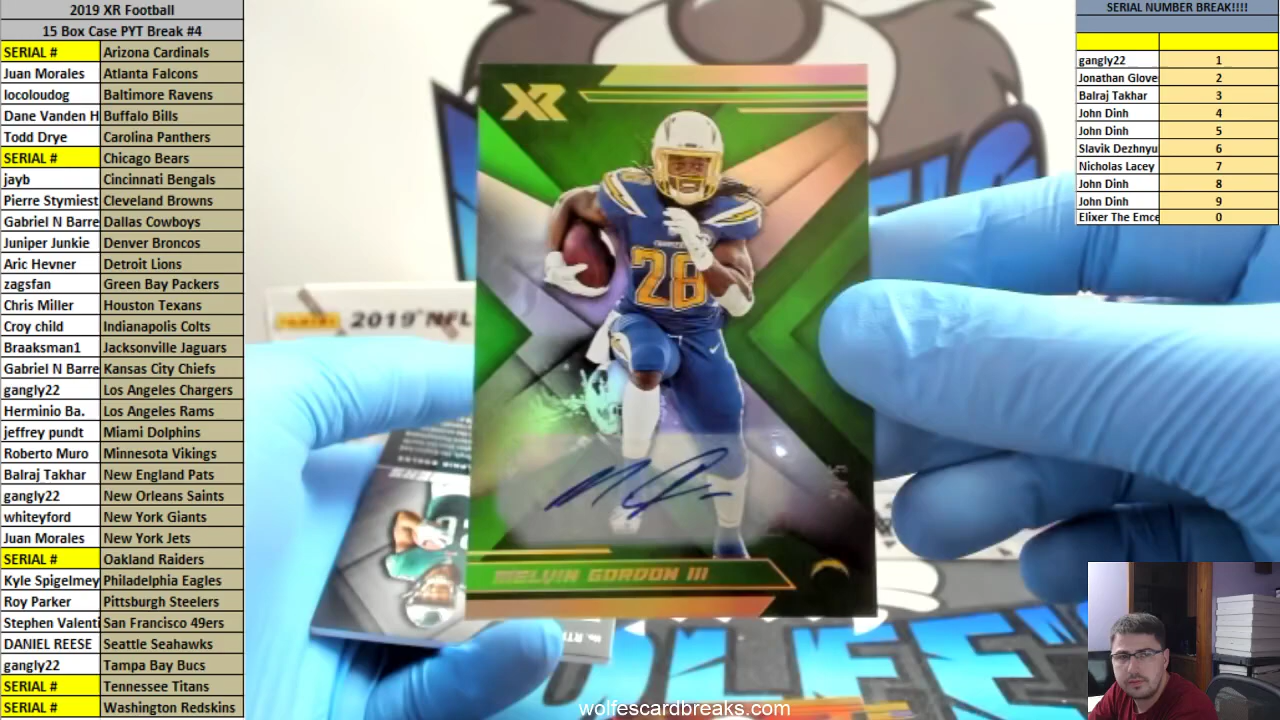 2019 XR Football
15 Box Case PYT Break #4
SERIAL # Arizona Cardinals
Juan Morales Atlanta Falcons
locoloudog Baltimore Ravens
Dane Vanden H Buffalo Bills
Todd Drye Carolina Panthers
SERIAL # Chicago Bears
jayb Cincinnati Bengals
Pierre Stymiest Cleveland Browns
Gabriel N Barre Dallas Cowboys
Juniper Junkie Denver Broncos
Aric Hevner Detroit Lions
zagsfan Green Bay Packers
Chris Miller Houston Texans
Croy child Indianapolis Colts
Braaksman1 Jacksonville Jaguars
Gabriel N Barre Kansas City Chiefs
gangly22 Los Angeles Chargers
Herminio Ba. Los Angeles Rams
jeffrey pundt Miami Dolphins
Roberto Muro Minnesota Vikings
Balraj Takhar New England Pats
gangly22 New Orleans Saints
whiteyford New York Giants
Juan Morales New York Jets
SERIAL # Oakland Raiders
Kyle Spigelmey Philadelphia Eagles
Roy Parker Pittsburgh Steelers
Stephen Valenti San Francisco 49ers
DANIEL REESE Seattle Seahawks
gangly22 Tampa Bay Bucs
SERIAL # Tennessee Titans
SERIAL # Washington Redskins
XR
28
28
PANINI 2019 NFL
MELVIN GORDON III
wolfescardbreaks.com
SERIAL NUMBER BREAK!!!!
gangly22 1
Jonathan Glove 2
Balraj Takhar 3
John Dinh 4
John Dinh 5
Slavik Dezhnyu 6
Nicholas Lacey 7
John Dinh 8
John Dinh 9
Elixer The Emce 0